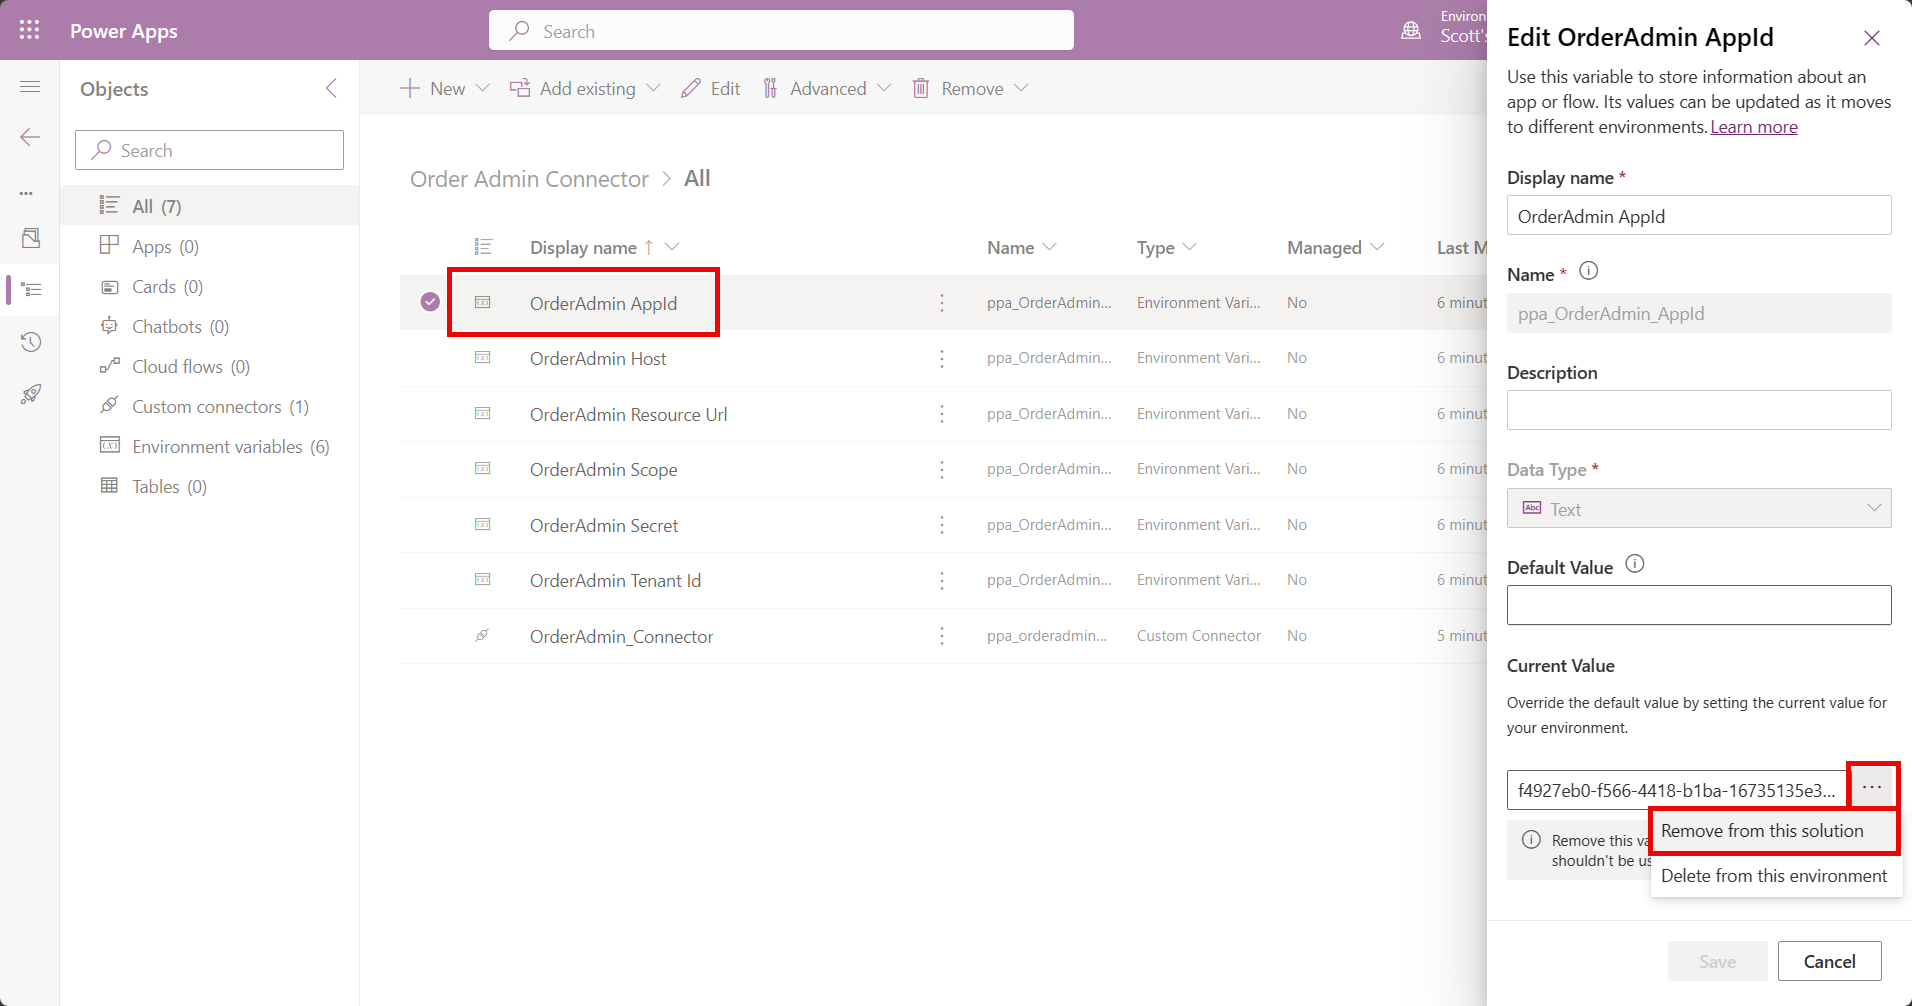 Power Apps
Search
Environ
Scott's
Objects
Search
All (7)
Apps (0)
Cards (0)
Chatbots (0)
Cloud flows (0)
Custom connectors (1)
Environment variables (6)
Tables (0)
New
Add existing
Edit
Advanced
Remove
Order Admin Connector > All
Display name ↑ Name Type Managed Last M
OrderAdmin AppId ppa_OrderAdmin... Environment Vari... No 6 minut
OrderAdmin Host ppa_OrderAdmin... Environment Vari... No 6 minut
OrderAdmin Resource Url ppa_OrderAdmin... Environment Vari... No 6 minut
OrderAdmin Scope ppa_OrderAdmin... Environment Vari... No 6 minut
OrderAdmin Secret ppa_OrderAdmin... Environment Vari... No 6 minut
OrderAdmin Tenant Id ppa_OrderAdmin... Environment Vari... No 6 minut
OrderAdmin_Connector ppa_orderadmin... Custom Connector No 5 minut
Edit OrderAdmin AppId
Use this variable to store information about an
app or flow. Its values can be updated as it moves
to different environments. Learn more
Display name *
OrderAdmin AppId
Name *
ppa_OrderAdmin_AppId
Description
Data Type *
Abc Text
Default Value
Current Value
Override the default value by setting the current value for
your environment.
f4927eb0-f566-4418-b1ba-16735135e3...
Remove this va
shouldn't be us
Remove from this solution
Delete from this environment
Save
Cancel